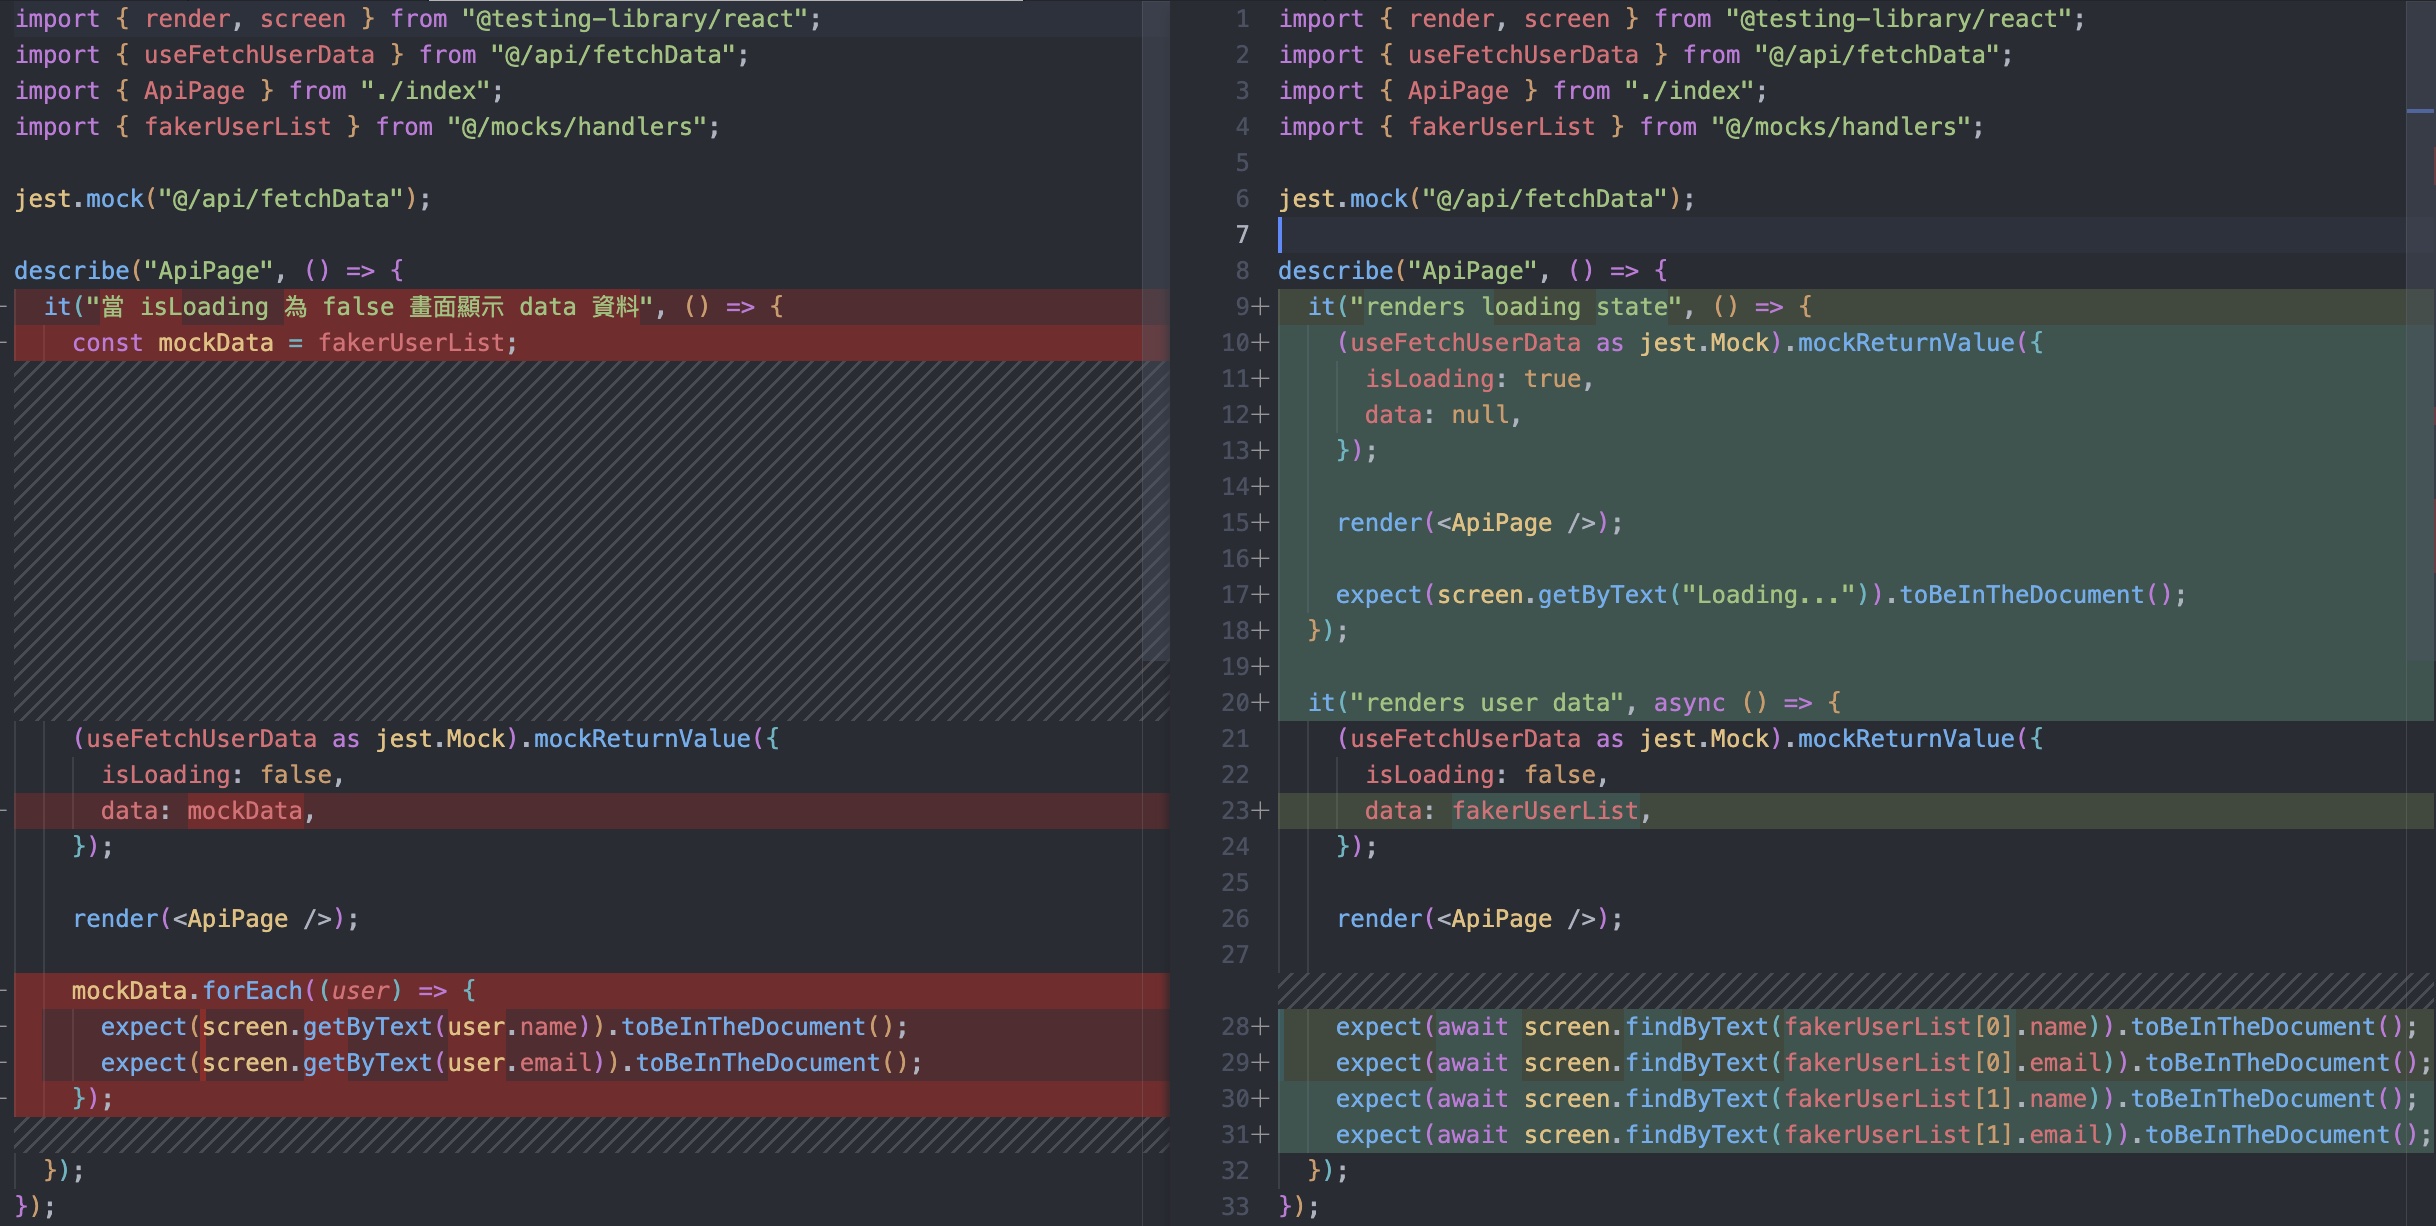 import { render, screen } from "@testing-library/react";
import { useFetchUserData } from "@/api/fetchData";
import { ApiPage } from "./index";
import { fakerUserList } from "@/mocks/handlers";

jest.mock("@/api/fetchData");

describe("ApiPage", () => {
-  it("當 isLoading 為 false 畫面顯示 data 資料", () => {
-    const mockData = fakerUserList;
    (useFetchUserData as jest.Mock).mockReturnValue({
      isLoading: false,
-      data: mockData,
    });

    render(<ApiPage />);

-    mockData.forEach((user) => {
-      expect(screen.getByText(user.name)).toBeInTheDocument();
-      expect(screen.getByText(user.email)).toBeInTheDocument();
-    });
  });
});
1 import { render, screen } from "@testing-library/react";
2 import { useFetchUserData } from "@/api/fetchData";
3 import { ApiPage } from "./index";
4 import { fakerUserList } from "@/mocks/handlers";
5
6 jest.mock("@/api/fetchData");
7
8 describe("ApiPage", () => {
9+   it("renders loading state", () => {
10+     (useFetchUserData as jest.Mock).mockReturnValue({
11+       isLoading: true,
12+       data: null,
13+     });
14+
15+     render(<ApiPage />);
16+
17+     expect(screen.getByText("Loading...")).toBeInTheDocument();
18+   });
19+
20+   it("renders user data", async () => {
21     (useFetchUserData as jest.Mock).mockReturnValue({
22       isLoading: false,
23+       data: fakerUserList,
24     });
25
26     render(<ApiPage />);
27
28+     expect(await screen.findByText(fakerUserList[0].name)).toBeInTheDocument();
29+     expect(await screen.findByText(fakerUserList[0].email)).toBeInTheDocument();
30+     expect(await screen.findByText(fakerUserList[1].name)).toBeInTheDocument();
31+     expect(await screen.findByText(fakerUserList[1].email)).toBeInTheDocument();
32   });
33 });